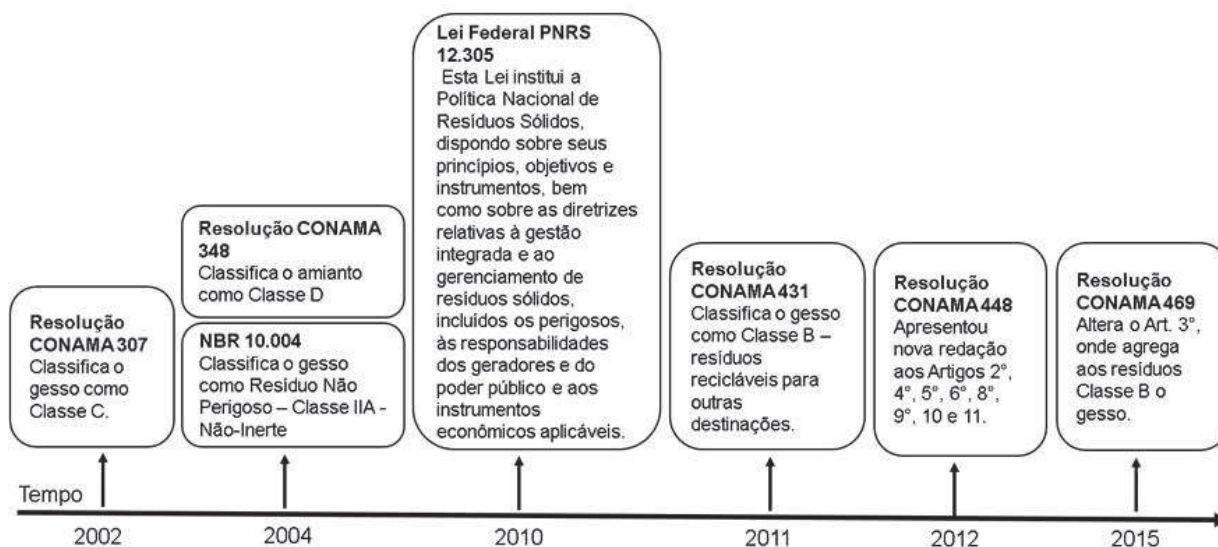 Resolução
CONAMA 307
Classifica o
gesso como
Classe C.
Resolução CONAMA
348
Classifica o amianto
como Classe D
NBR 10.004
Classifica o gesso
como Resíduo Não
Perigoso – Classe IIA -
Não-Inerte
Lei Federal PNRS
12.305
Esta Lei institui a
Política Nacional de
Resíduos Sólidos,
dispondo sobre seus
princípios, objetivos e
instrumentos, bem
como sobre as diretrizes
relativas à gestão
integrada e ao
gerenciamento de
resíduos sólidos,
incluídos os perigosos,
às responsabilidades
dos geradores e do
poder público e aos
instrumentos
econômicos aplicáveis.
Resolução
CONAMA 431
Classifica o gesso
como Classe B –
resíduos
recicláveis para
outras
destinações.
Resolução
CONAMA 448
Apresentou
nova redação
aos Artigos 2°,
4°, 5°, 6°, 8°,
9°, 10 e 11.
Resolução
CONAMA 469
Altera o Art. 3°,
onde agrega
aos resíduos
Classe B o
gesso.
Tempo
2002
2004
2010
2011
2012
2015